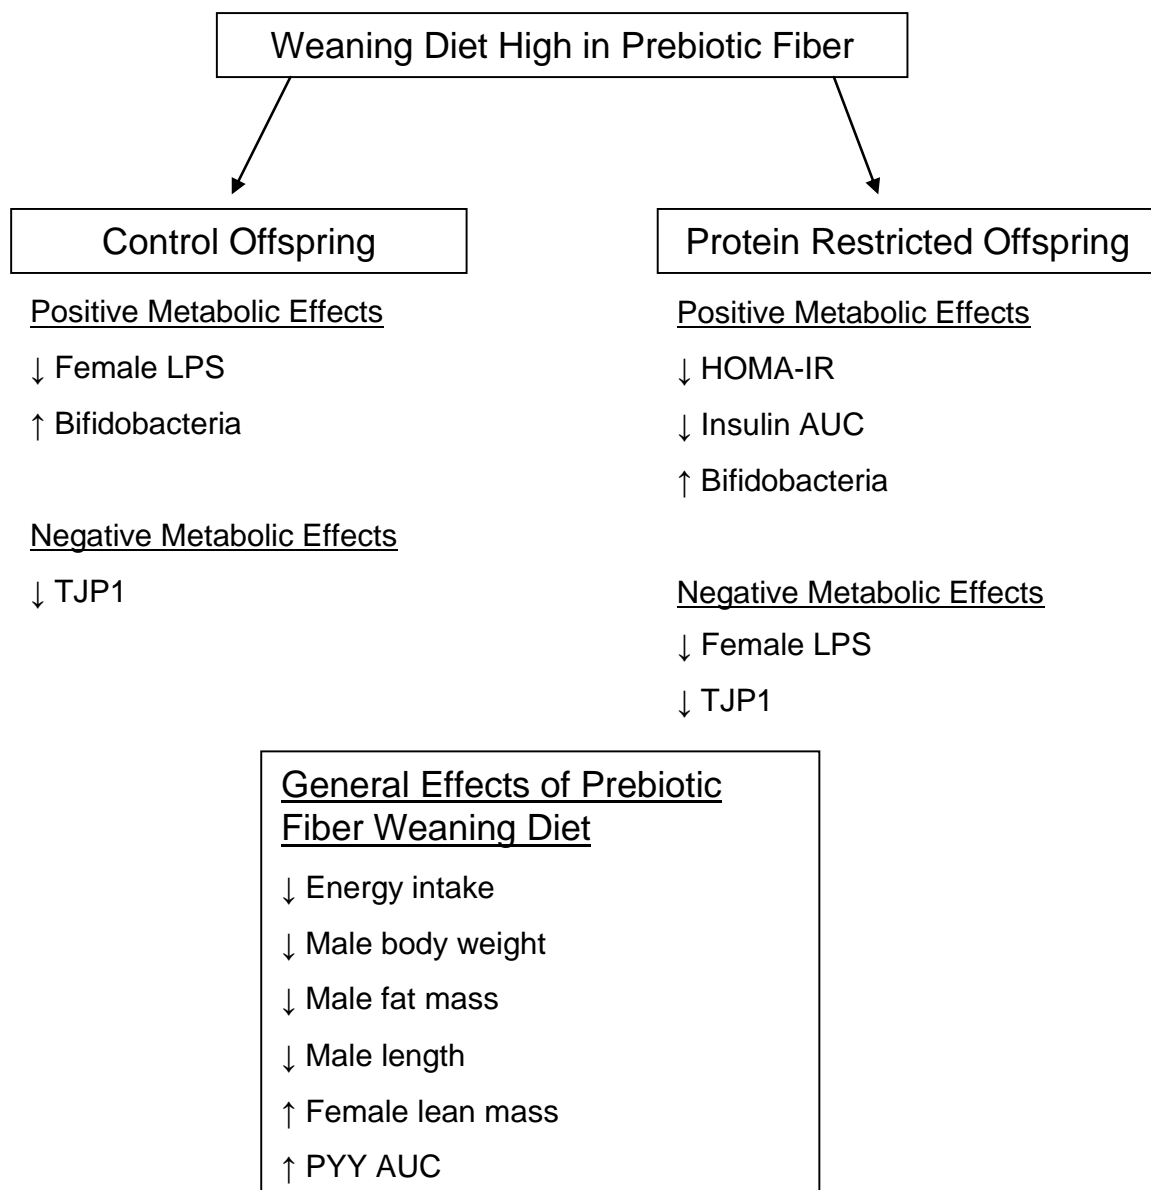 Weaning Diet High in Prebiotic Fiber
Control Offspring
Positive Metabolic Effects
↓ Female LPS
↑ Bifidobacteria
Negative Metabolic Effects
↓ TJP1
Protein Restricted Offspring
Positive Metabolic Effects
↓ HOMA-IR
↓ Insulin AUC
↑ Bifidobacteria
Negative Metabolic Effects
↓ Female LPS
↓ TJP1
General Effects of Prebiotic
Fiber Weaning Diet
↓ Energy intake
↓ Male body weight
↓ Male fat mass
↓ Male length
↑ Female lean mass
↑ PYY AUC